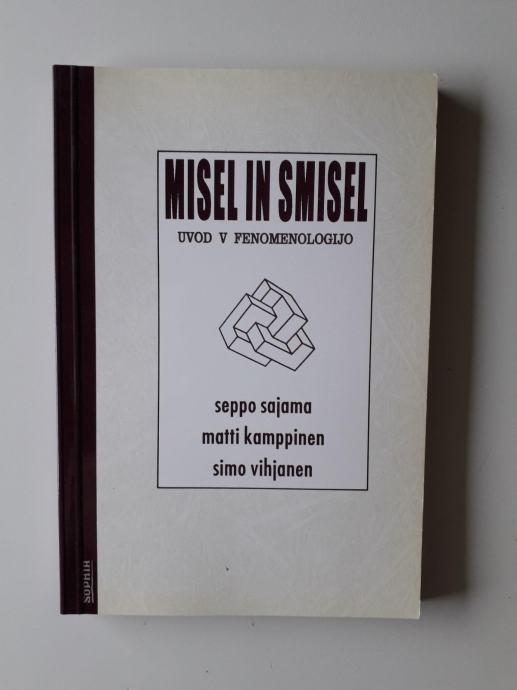 MISEL IN SMISEL
UVOD V FENOMENOLOGIJO
seppo sajama
matti kamppinen
simo vihjanen
SOPHIA